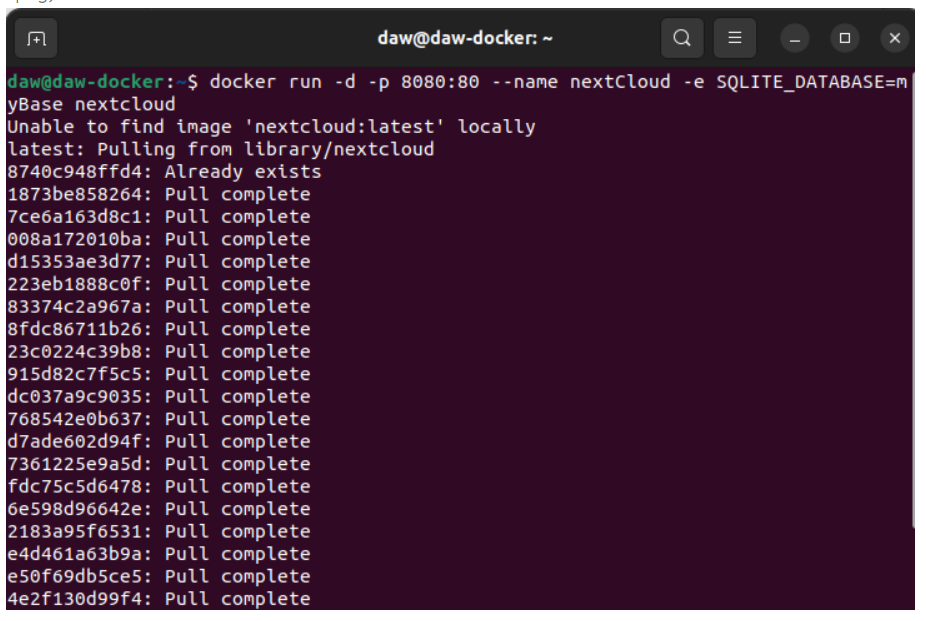 daw@daw-docker: ~
daw@daw-docker:~$ docker run -d -p 8080:80 --name nextCloud -e SQLITE_DATABASE=m
yBase nextcloud
Unable to find image 'nextcloud:latest' locally
latest: Pulling from library/nextcloud
8740c948ffd4: Already exists
1873be858264: Pull complete
7ce6a163d8c1: Pull complete
008a172010ba: Pull complete
d15353ae3d77: Pull complete
223eb1888c0f: Pull complete
83374c2a967a: Pull complete
8fdc86711b26: Pull complete
23c0224c39b8: Pull complete
915d82c7f5c5: Pull complete
dc037a9c9035: Pull complete
768542e0b637: Pull complete
d7ade602d94f: Pull complete
7361225e9a5d: Pull complete
fdc75c5d6478: Pull complete
6e598d96642e: Pull complete
2183a95f6531: Pull complete
e4d461a63b9a: Pull complete
e50f69db5ce5: Pull complete
4e2f130d99f4: Pull complete